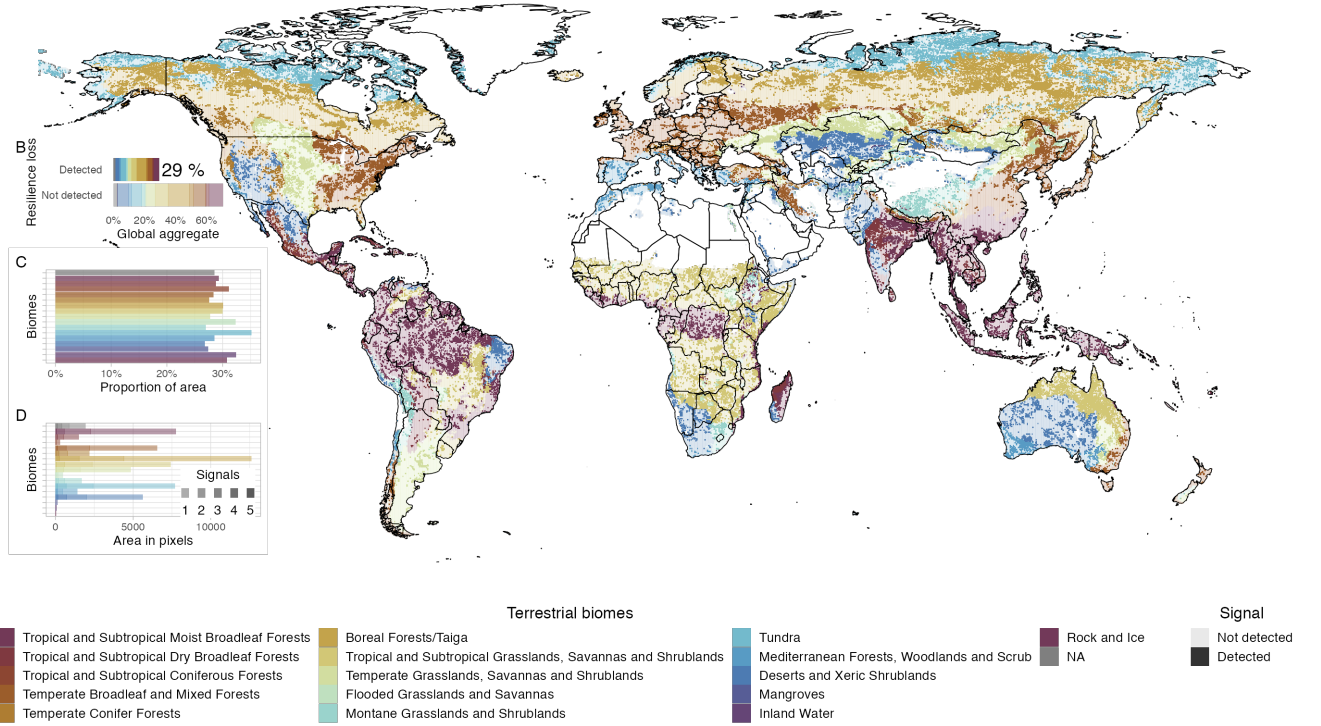 B
Resilience loss
Detected
29 %
Not detected
0% 20% 40% 60%
Global aggregate
C
Biomes
0% 10% 20% 30%
Proportion of area
D
Biomes
Signals
1 2 3 4 5
0 5000 10000
Area in pixels
Terrestrial biomes
Tropical and Subtropical Moist Broadleaf Forests
Tropical and Subtropical Dry Broadleaf Forests
Tropical and Subtropical Coniferous Forests
Temperate Broadleaf and Mixed Forests
Temperate Conifer Forests
Boreal Forests/Taiga
Tropical and Subtropical Grasslands, Savannas and Shrublands
Temperate Grasslands, Savannas and Shrublands
Flooded Grasslands and Savannas
Montane Grasslands and Shrublands
Tundra
Mediterranean Forests, Woodlands and Scrub
Deserts and Xeric Shrublands
Mangroves
Inland Water
Rock and Ice
NA
Signal
Not detected
Detected